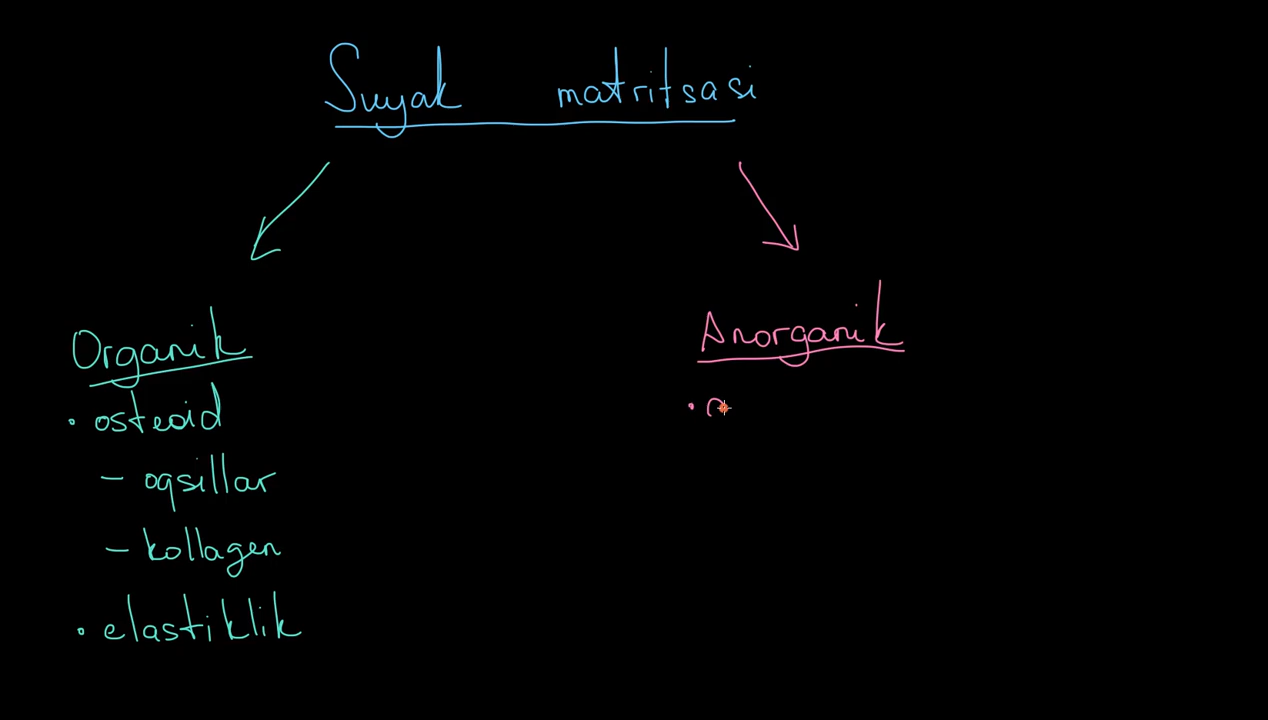 Suyak matritsasi
Organik
• osteoid
- oqsillar
- kollagen
• elastiklik
Anorganik
•